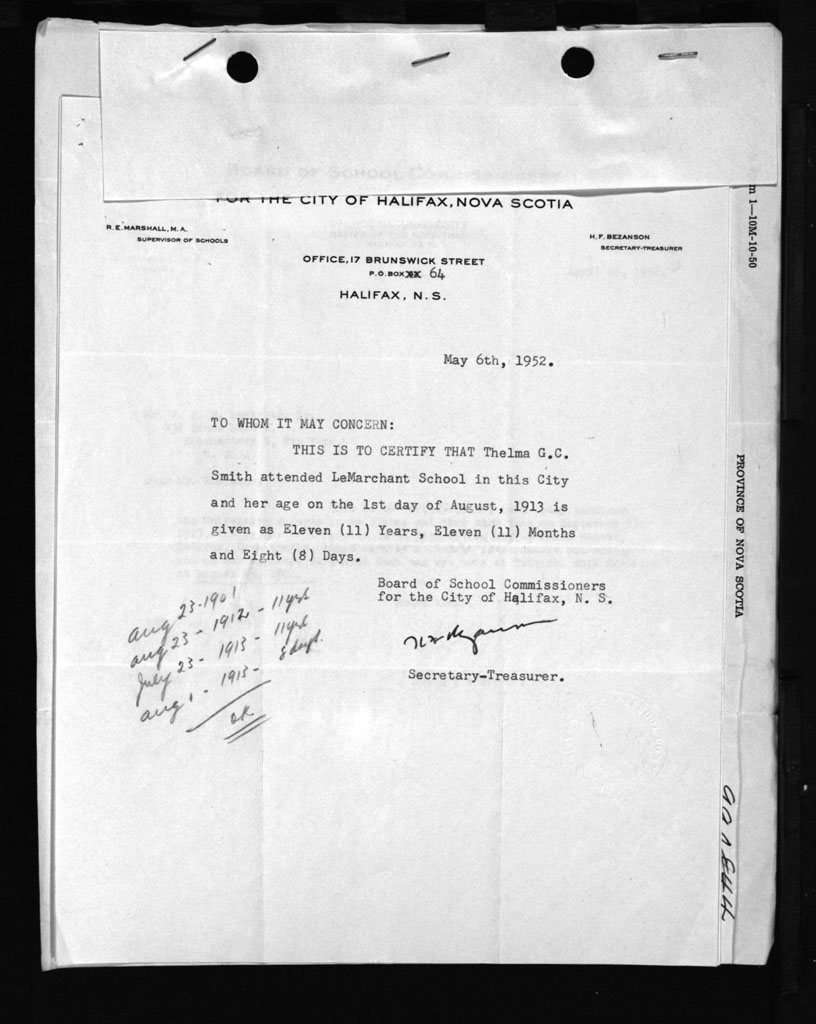 FOR THE CITY OF HALIFAX, NOVA SCOTIA
R. E. MARSHALL, M. A.
SUPERVISOR OF SCHOOLS
H. F. BEZANSON
SECRETARY-TREASURER
OFFICE, 17 BRUNSWICK STREET
P. O. BOX 64
HALIFAX, N. S.
May 6th, 1952.
TO WHOM IT MAY CONCERN:
THIS IS TO CERTIFY THAT Thelma G.C.
Smith attended LeMarchant School in this City
and her age on the 1st day of August, 1913 is
given as Eleven (11) Years, Eleven (11) Months
and Eight (8) Days.
Board of School Commissioners
for the City of Halifax, N. S.
Secretary-Treasurer.
aug 23-1901
aug 23 - 1912 - 11 yrs
July 23 - 1913 - 11
aug 1 - 1913 - 8 days.
OK
m 1—10M-10-50
PROVINCE OF NOVA SCOTIA